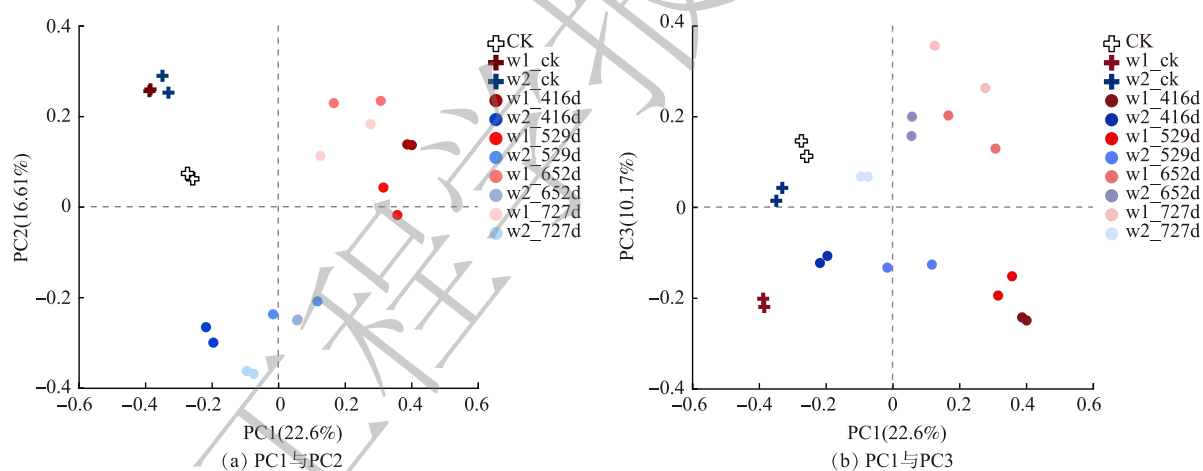 0.4
0.2
0
−0.2
−0.4
PC2(16.61%)
−0.6
−0.4
−0.2
0
0.2
0.4
0.6
PC1(22.6%)
(a) PC1与PC2
CK
w1_ck
w2_ck
w1_416d
w2_416d
w1_529d
w2_529d
w1_652d
w2_652d
w1_727d
w2_727d
0.4
0.2
0
−0.2
−0.4
PC3(10.17%)
−0.6
−0.4
−0.2
0
0.2
0.4
0.6
PC1(22.6%)
(b) PC1与PC3
CK
w1_ck
w2_ck
w1_416d
w2_416d
w1_529d
w2_529d
w1_652d
w2_652d
w1_727d
w2_727d
工程学报